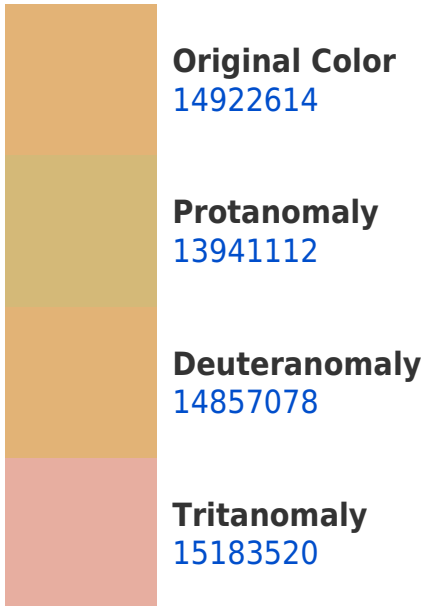 Original Color
14922614
Protanomaly
13941112
Deuteranomaly
14857078
Tritanomaly
15183520